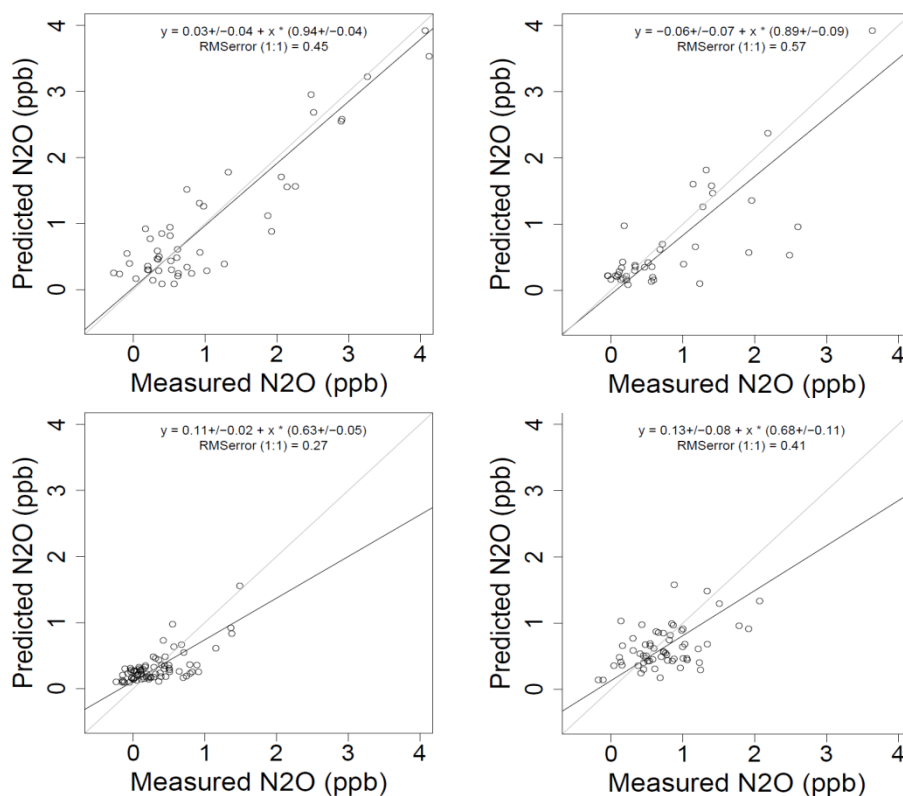 y = 0.03+/−0.04 + x * (0.94+/−0.04)
RMSerror (1:1) = 0.45
4
3
2
1
0
Predicted N2O (ppb)
0 1 2 3 4
Measured N2O (ppb)
y = −0.06+/−0.07 + x * (0.89+/−0.09)
RMSerror (1:1) = 0.57
4
3
2
1
0
Predicted N2O (ppb)
0 1 2 3 4
Measured N2O (ppb)
y = 0.11+/−0.02 + x * (0.63+/−0.05)
RMSerror (1:1) = 0.27
4
3
2
1
0
Predicted N2O (ppb)
0 1 2 3 4
Measured N2O (ppb)
y = 0.13+/−0.08 + x * (0.68+/−0.11)
RMSerror (1:1) = 0.41
4
3
2
1
0
Predicted N2O (ppb)
0 1 2 3 4
Measured N2O (ppb)